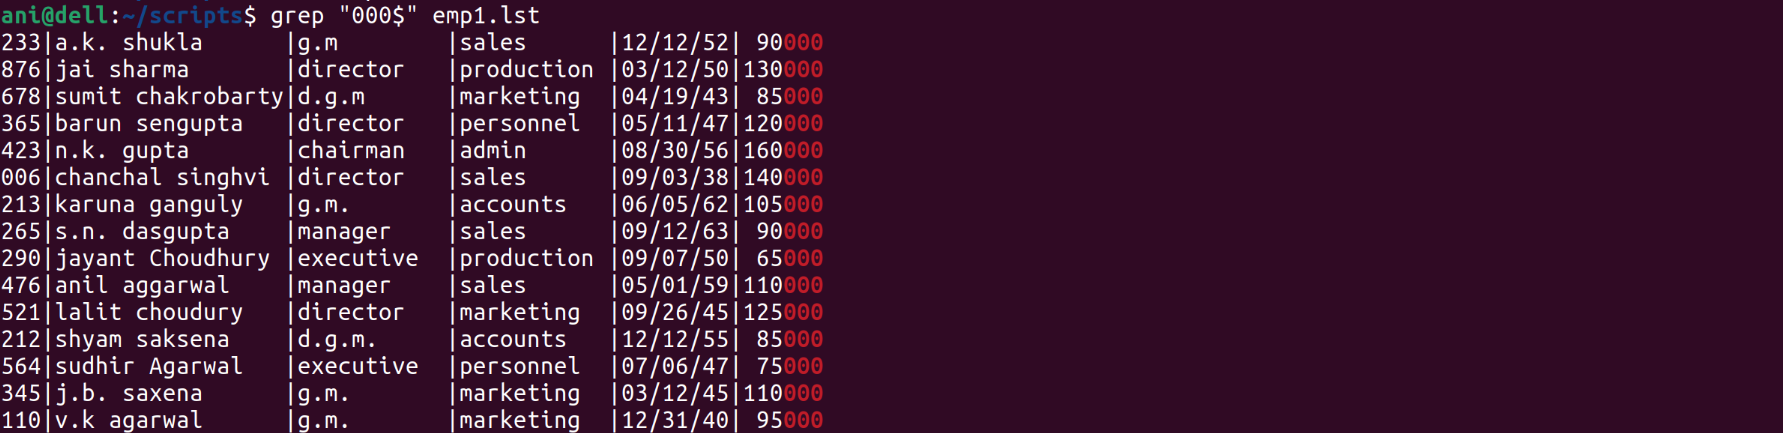 ani@dell:~/scripts$ grep "000$" emp1.lst
233|a.k. shukla      |g.m        |sales      |12/12/52| 90000
876|jai sharma       |director   |production |03/12/50|130000
678|sumit chakrobarty|d.g.m      |marketing  |04/19/43| 85000
365|barun sengupta   |director   |personnel  |05/11/47|120000
423|n.k. gupta       |chairman   |admin      |08/30/56|160000
006|chanchal singhvi |director   |sales      |09/03/38|140000
213|karuna ganguly   |g.m.       |accounts   |06/05/62|105000
265|s.n. dasgupta    |manager    |sales      |09/12/63| 90000
290|jayant Choudhury |executive  |production |09/07/50| 65000
476|anil aggarwal    |manager    |sales      |05/01/59|110000
521|lalit choudury   |director   |marketing  |09/26/45|125000
212|shyam saksena    |d.g.m.     |accounts   |12/12/55| 85000
564|sudhir Agarwal   |executive  |personnel  |07/06/47| 75000
345|j.b. saxena      |g.m.       |marketing  |03/12/45|110000
110|v.k agarwal      |g.m.       |marketing  |12/31/40| 95000